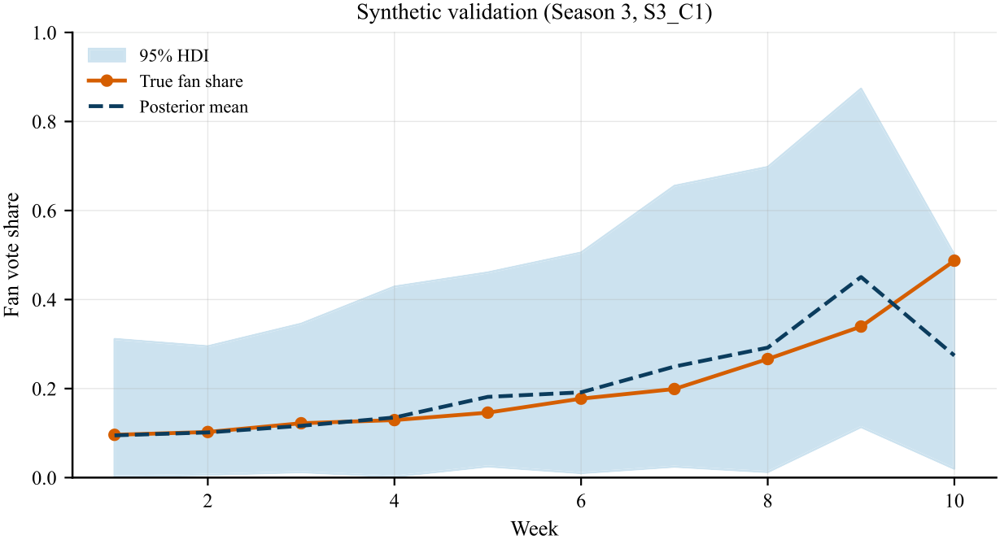 Synthetic validation (Season 3, S3_C1)
95% HDI
True fan share
Posterior mean
Fan vote share
1.0
0.8
0.6
0.4
0.2
0.0
2 4 6 8 10
Week